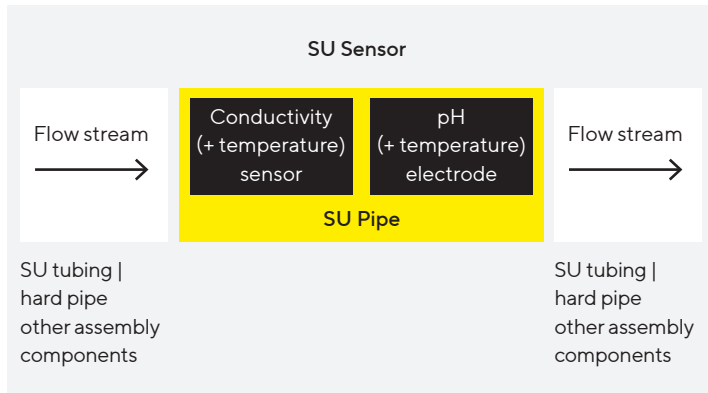 SU Sensor
Flow stream
Conductivity
(+ temperature)
sensor
pH
(+ temperature)
electrode
Flow stream
SU Pipe
SU tubing |
hard pipe
other assembly
components
SU tubing |
hard pipe
other assembly
components